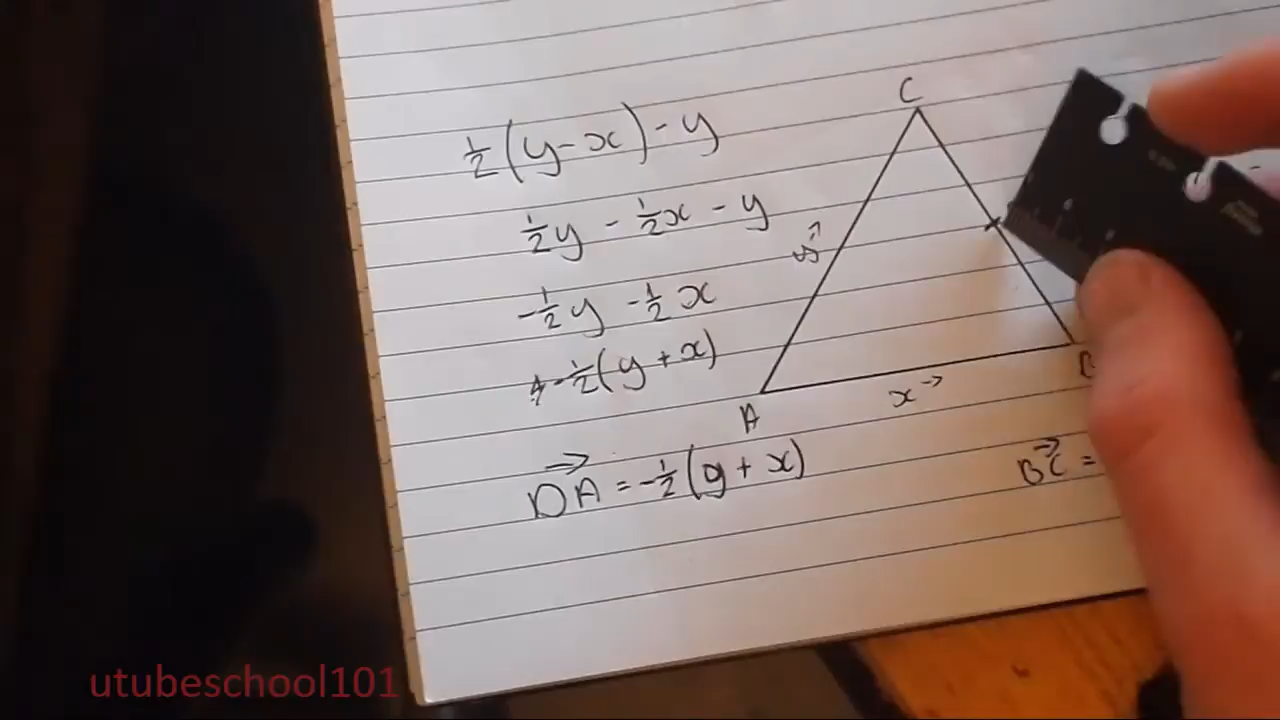 ½(y-x)-y
½y - ½x - y
-½y -½x
-½(y + x)
DA = -½(y + x)
C
y
A
x
BC =
utubeschool101